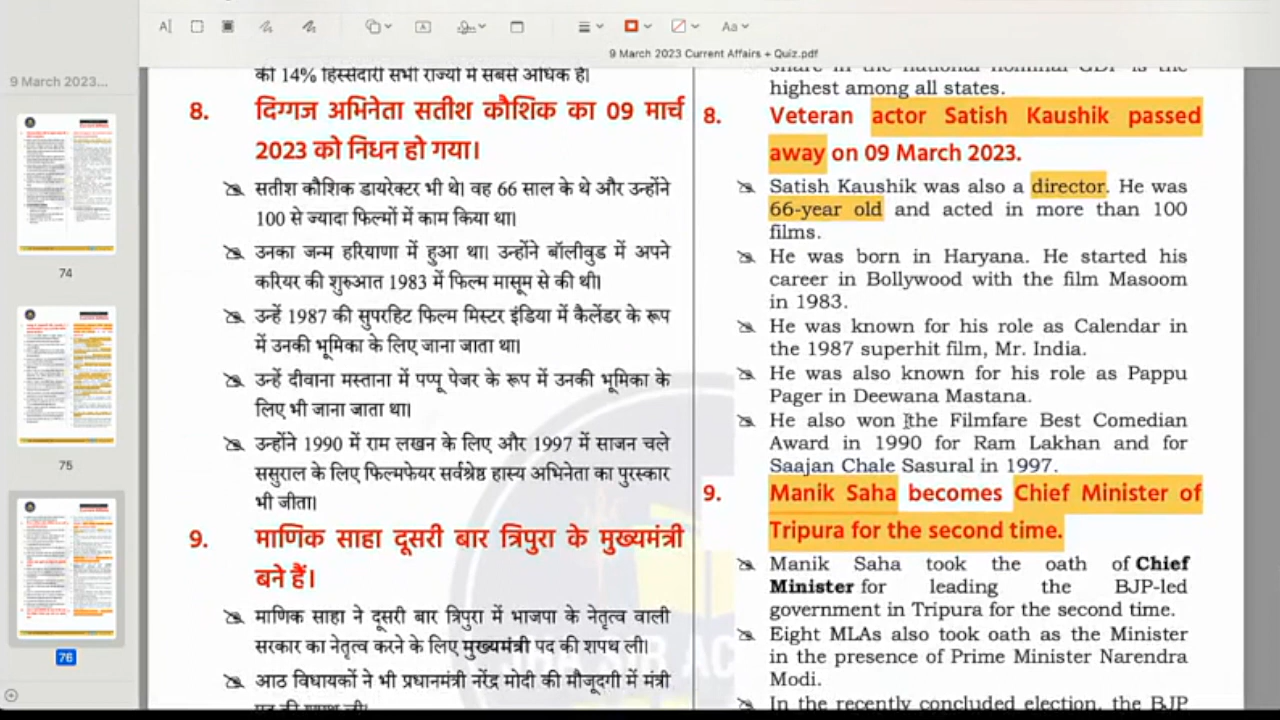 Aa
9 March 2023 Current Affairs + Quiz.pdf
9 March 2023...
74
75
76
की 14% हिस्सेदारी सभी राज्यों में सबसे अधिक है।
8. दिग्गज अभिनेता सतीश कौशिक का 09 मार्च
2023 को निधन हो गया।
सतीश कौशिक डायरेक्टर भी थे। वह 66 साल के थे और उन्होंने
100 से ज्यादा फिल्मों में काम किया था।
उनका जन्म हरियाणा में हुआ था। उन्होंने बॉलीवुड में अपने
करियर की शुरुआत 1983 में फिल्म मासूम से की थी।
उन्हें 1987 की सुपरहिट फिल्म मिस्टर इंडिया में कैलेंडर के रूप
में उनकी भूमिका के लिए जाना जाता था।
उन्हें दीवाना मस्ताना में पप्पू पेजर के रूप में उनकी भूमिका के
लिए भी जाना जाता था।
उन्होंने 1990 में राम लखन के लिए और 1997 में साजन चले
ससुराल के लिए फिल्मफेयर सर्वश्रेष्ठ हास्य अभिनेता का पुरस्कार
भी जीता।
9. माणिक साहा दूसरी बार त्रिपुरा के मुख्यमंत्री
बने हैं।
माणिक साहा ने दूसरी बार त्रिपुरा में भाजपा के नेतृत्व वाली
सरकार का नेतृत्व करने के लिए मुख्यमंत्री पद की शपथ ली।
आठ विधायकों ने भी प्रधानमंत्री नरेंद्र मोदी की मौजूदगी में मंत्री
पद की शपथ ली।
share in the national nominal GDP is the
highest among all states.
8. Veteran actor Satish Kaushik passed
away on 09 March 2023.
Satish Kaushik was also a director. He was
66-year old and acted in more than 100
films.
He was born in Haryana. He started his
career in Bollywood with the film Masoom
in 1983.
He was known for his role as Calendar in
the 1987 superhit film, Mr. India.
He was also known for his role as Pappu
Pager in Deewana Mastana.
He also won the Filmfare Best Comedian
Award in 1990 for Ram Lakhan and for
Saajan Chale Sasural in 1997.
9. Manik Saha becomes Chief Minister of
Tripura for the second time.
Manik Saha took the oath of Chief
Minister for leading the BJP-led
government in Tripura for the second time.
Eight MLAs also took oath as the Minister
in the presence of Prime Minister Narendra
Modi.
In the recently concluded election, the BJP